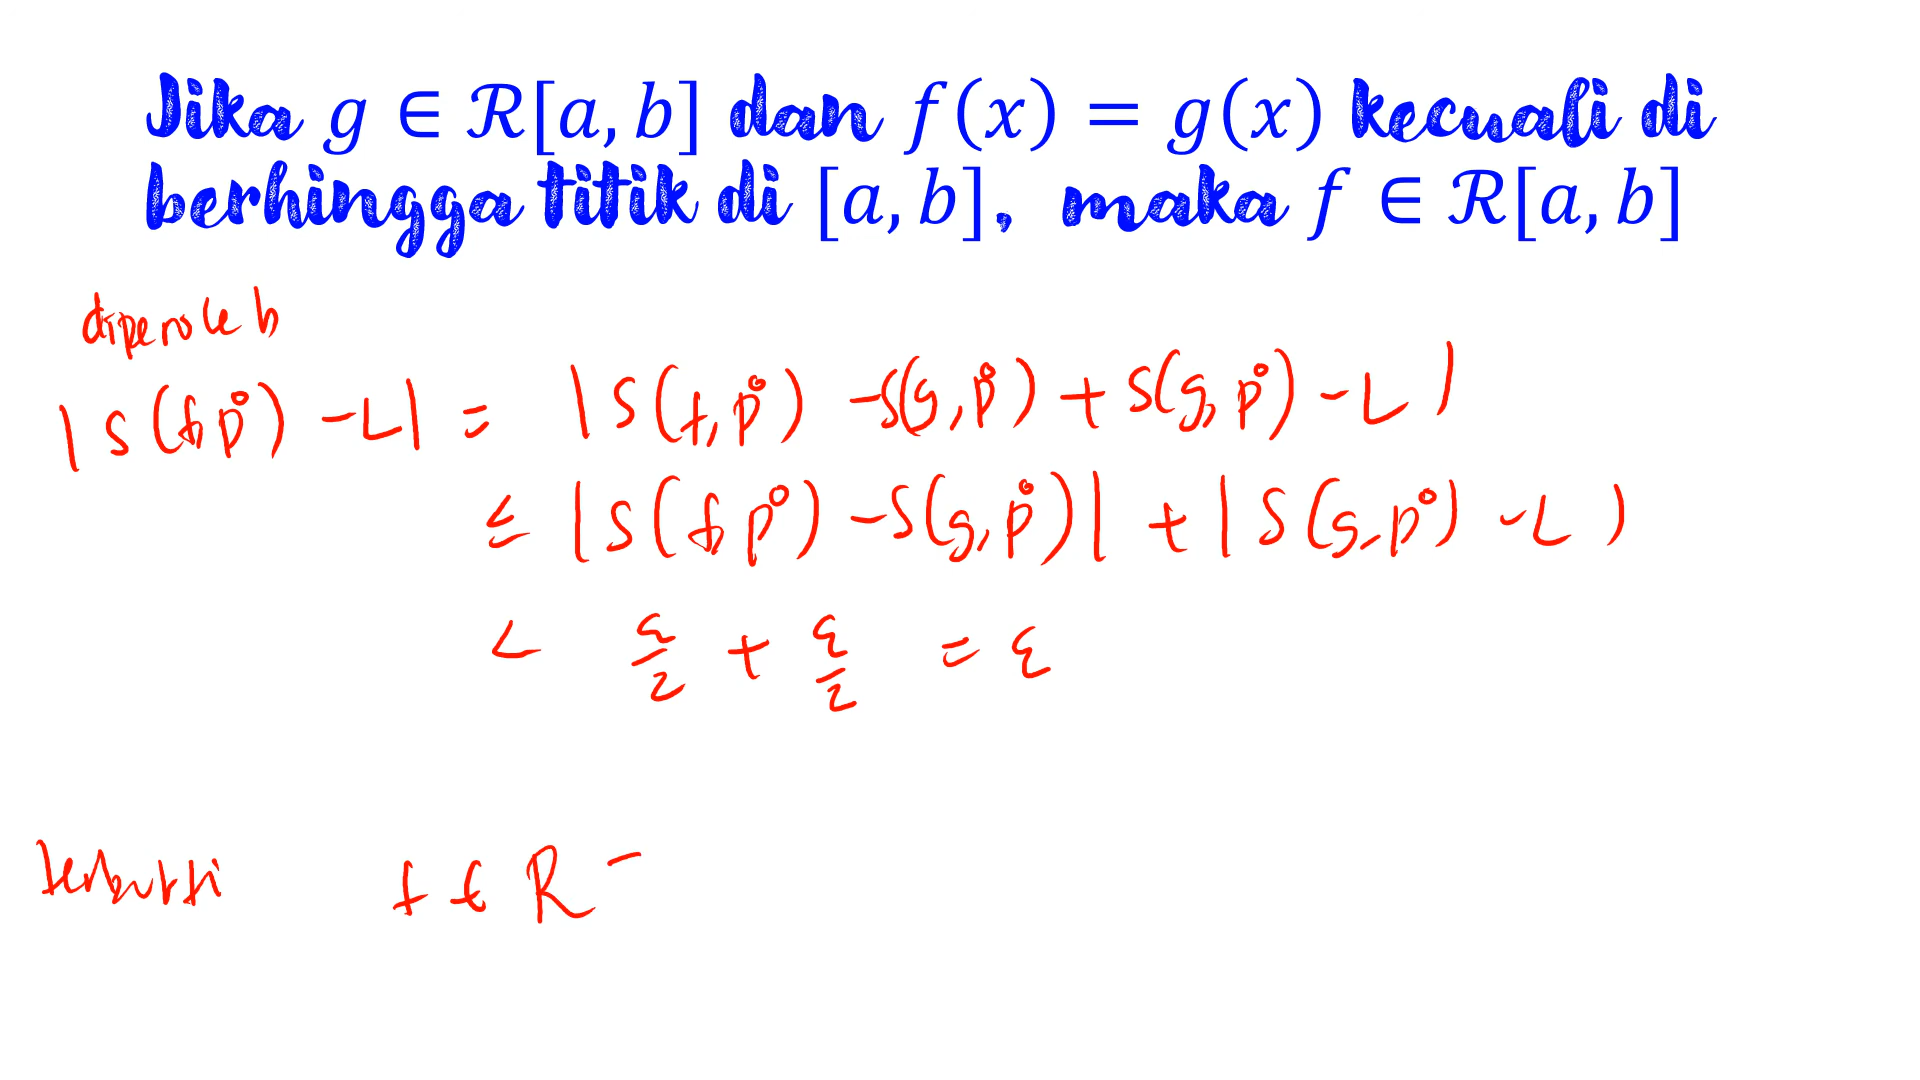 Jika g ∈ ℛ[a, b] dan f(x) = g(x) kecuali di
berhingga titik di [a, b], maka f ∈ ℛ[a, b]
diperoleh
|S(f, ṗ) - L| = |S(f, ṗ) - S(g, ṗ) + S(g, ṗ) - L|
≤ |S(f, ṗ) - S(g, ṗ)| + |S(g, ṗ) - L|
< ε/2 + ε/2 = ε
terbukti f ∈ R